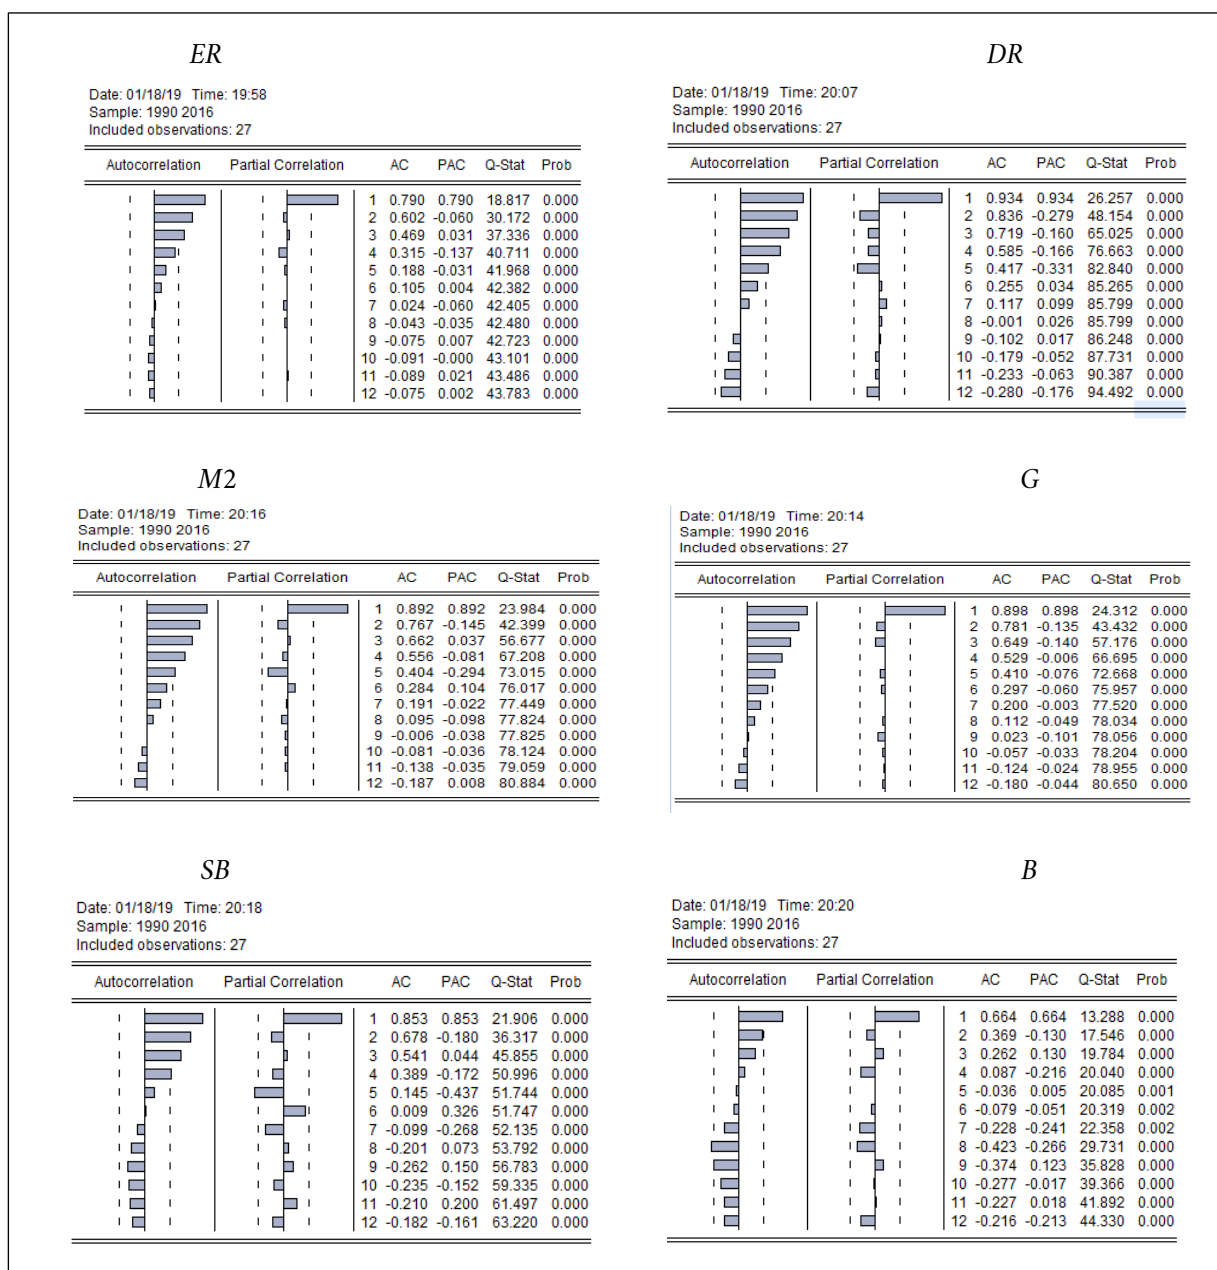 ER
Date: 01/18/19 Time: 19:58
Sample: 1990 2016
Included observations: 27
Autocorrelation Partial Correlation AC PAC Q-Stat Prob
1 0.790 0.790 18.817 0.000
2 0.602 -0.060 30.172 0.000
3 0.469 0.031 37.336 0.000
4 0.315 -0.137 40.711 0.000
5 0.188 -0.031 41.968 0.000
6 0.105 0.004 42.382 0.000
7 0.024 -0.060 42.405 0.000
8 -0.043 -0.035 42.480 0.000
9 -0.075 0.007 42.723 0.000
10 -0.091 -0.000 43.101 0.000
11 -0.089 0.021 43.486 0.000
12 -0.075 0.002 43.783 0.000
DR
Date: 01/18/19 Time: 20:07
Sample: 1990 2016
Included observations: 27
Autocorrelation Partial Correlation AC PAC Q-Stat Prob
1 0.934 0.934 26.257 0.000
2 0.836 -0.279 48.154 0.000
3 0.719 -0.160 65.025 0.000
4 0.585 -0.166 76.663 0.000
5 0.417 -0.331 82.840 0.000
6 0.255 0.034 85.265 0.000
7 0.117 0.099 85.799 0.000
8 -0.001 0.026 85.799 0.000
9 -0.102 0.017 86.248 0.000
10 -0.179 -0.052 87.731 0.000
11 -0.233 -0.063 90.387 0.000
12 -0.280 -0.176 94.492 0.000
M2
Date: 01/18/19 Time: 20:16
Sample: 1990 2016
Included observations: 27
Autocorrelation Partial Correlation AC PAC Q-Stat Prob
1 0.892 0.892 23.984 0.000
2 0.767 -0.145 42.399 0.000
3 0.662 0.037 56.677 0.000
4 0.556 -0.081 67.208 0.000
5 0.404 -0.294 73.015 0.000
6 0.284 0.104 76.017 0.000
7 0.191 -0.022 77.449 0.000
8 0.095 -0.098 77.824 0.000
9 -0.006 -0.038 77.825 0.000
10 -0.081 -0.036 78.124 0.000
11 -0.138 -0.035 79.059 0.000
12 -0.187 0.008 80.884 0.000
G
Date: 01/18/19 Time: 20:14
Sample: 1990 2016
Included observations: 27
Autocorrelation Partial Correlation AC PAC Q-Stat Prob
1 0.898 0.898 24.312 0.000
2 0.781 -0.135 43.432 0.000
3 0.649 -0.140 57.176 0.000
4 0.529 -0.006 66.695 0.000
5 0.410 -0.076 72.668 0.000
6 0.297 -0.060 75.957 0.000
7 0.200 -0.003 77.520 0.000
8 0.112 -0.049 78.034 0.000
9 0.023 -0.101 78.056 0.000
10 -0.057 -0.033 78.204 0.000
11 -0.124 -0.024 78.955 0.000
12 -0.180 -0.044 80.650 0.000
SB
Date: 01/18/19 Time: 20:18
Sample: 1990 2016
Included observations: 27
Autocorrelation Partial Correlation AC PAC Q-Stat Prob
1 0.853 0.853 21.906 0.000
2 0.678 -0.180 36.317 0.000
3 0.541 0.044 45.855 0.000
4 0.389 -0.172 50.996 0.000
5 0.145 -0.437 51.744 0.000
6 0.009 0.326 51.747 0.000
7 -0.099 -0.268 52.135 0.000
8 -0.201 0.073 53.792 0.000
9 -0.262 0.150 56.783 0.000
10 -0.235 -0.152 59.335 0.000
11 -0.210 0.200 61.497 0.000
12 -0.182 -0.161 63.220 0.000
B
Date: 01/18/19 Time: 20:20
Sample: 1990 2016
Included observations: 27
Autocorrelation Partial Correlation AC PAC Q-Stat Prob
1 0.664 0.664 13.288 0.000
2 0.369 -0.130 17.546 0.000
3 0.262 0.130 19.784 0.000
4 0.087 -0.216 20.040 0.000
5 -0.036 0.005 20.085 0.001
6 -0.079 -0.051 20.319 0.002
7 -0.228 -0.241 22.358 0.002
8 -0.423 -0.266 29.731 0.000
9 -0.374 0.123 35.828 0.000
10 -0.277 -0.017 39.366 0.000
11 -0.227 0.018 41.892 0.000
12 -0.216 -0.213 44.330 0.000